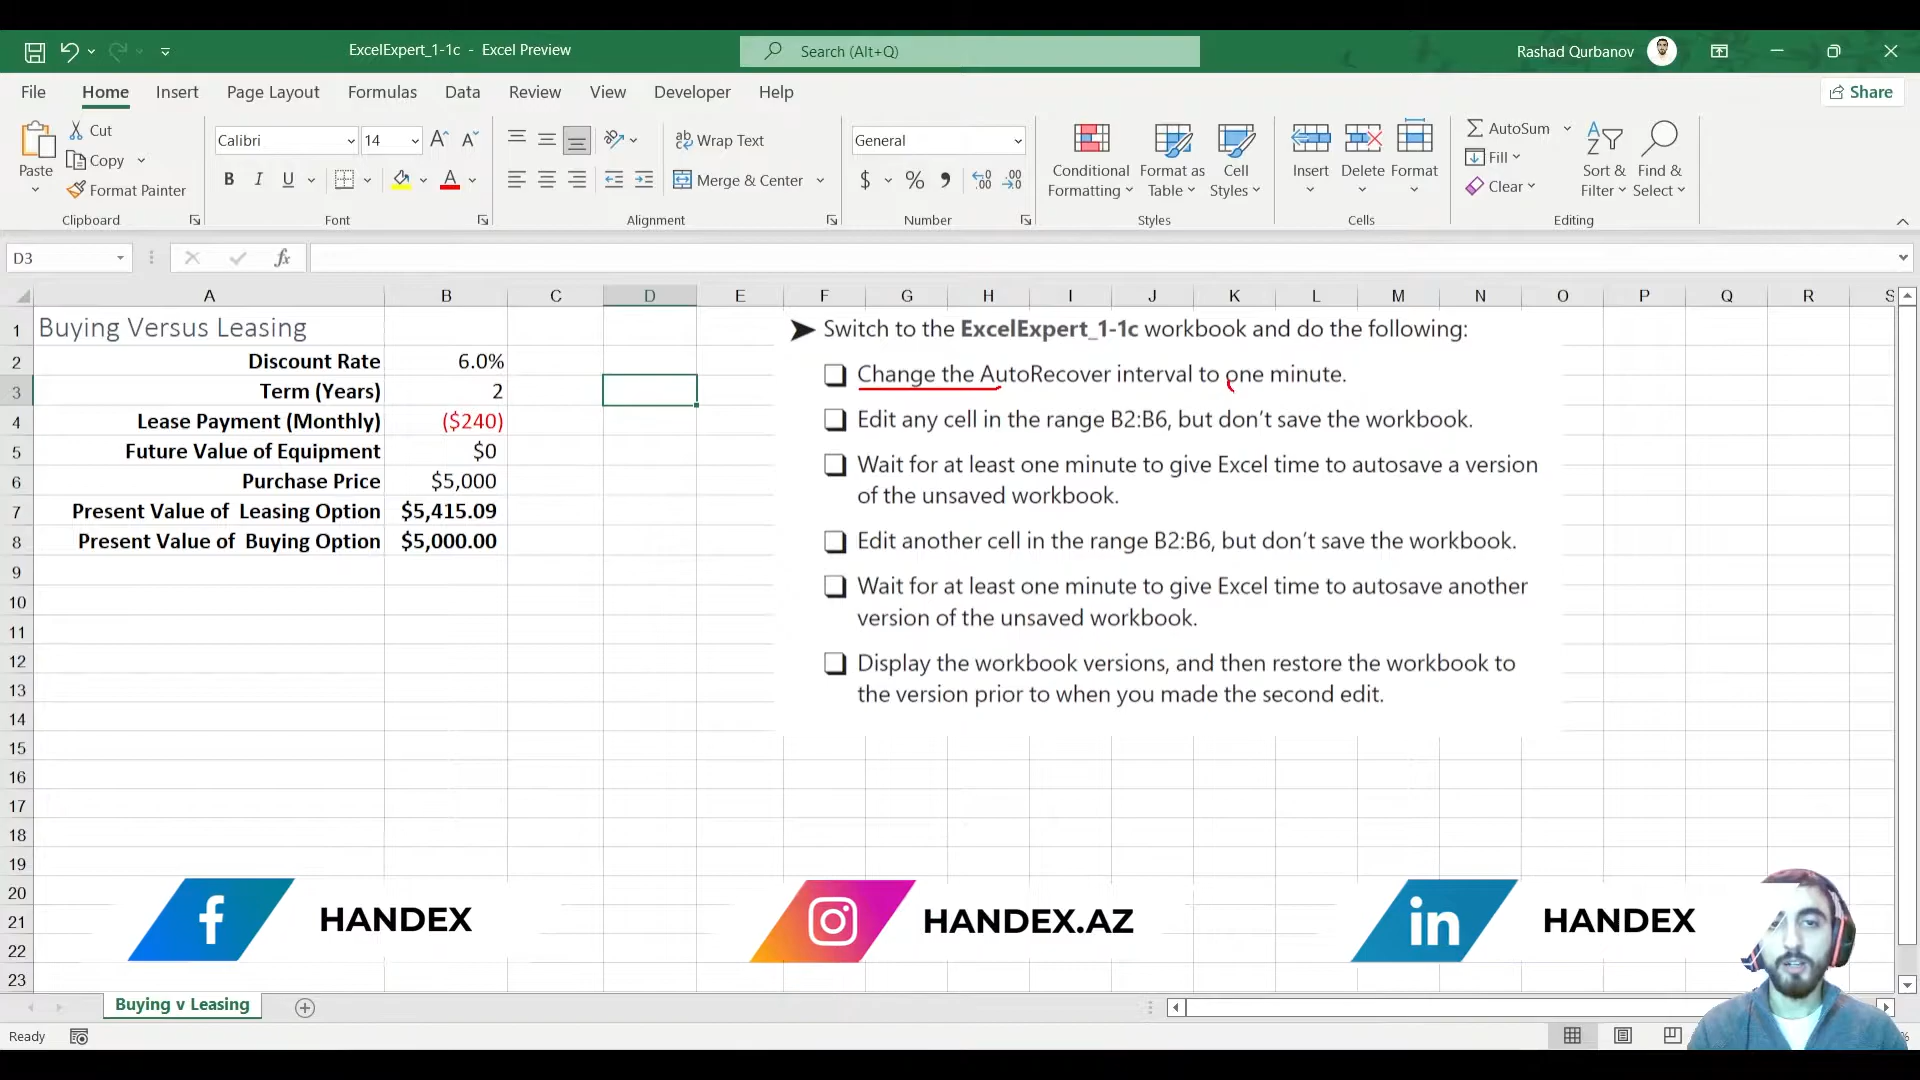 ExcelExpert_1-1c - Excel Preview
Search (Alt+Q)
Rashad Qurbanov
File Home Insert Page Layout Formulas Data Review View Developer Help
Share
Paste
Cut
Copy
Format Painter
Clipboard
Calibri 14
B I U
Font
Wrap Text
Merge & Center
Alignment
General
$ % ,
Number
Conditional Formatting
Format as Table
Cell Styles
Styles
Insert Delete Format
Cells
AutoSum
Fill
Clear
Sort & Filter
Find & Select
Editing
D3
fx
A B C D E F G H I J K L M N O P Q R S
1 Buying Versus Leasing
2 Discount Rate 6.0%
3 Term (Years) 2
4 Lease Payment (Monthly) ($240)
5 Future Value of Equipment $0
6 Purchase Price $5,000
7 Present Value of Leasing Option $5,415.09
8 Present Value of Buying Option $5,000.00
9
10
11
12
13
14
15
16
17
18
19
20
21
22
23
Switch to the ExcelExpert_1-1c workbook and do the following:
Change the AutoRecover interval to one minute.
Edit any cell in the range B2:B6, but don’t save the workbook.
Wait for at least one minute to give Excel time to autosave a version
of the unsaved workbook.
Edit another cell in the range B2:B6, but don’t save the workbook.
Wait for at least one minute to give Excel time to autosave another
version of the unsaved workbook.
Display the workbook versions, and then restore the workbook to
the version prior to when you made the second edit.
f HANDEX
HANDEX.AZ
in HANDEX
Buying v Leasing
Ready